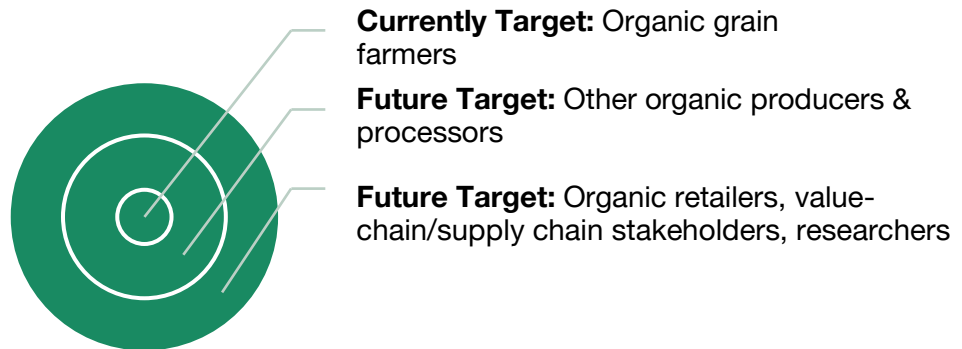 Currently Target: Organic grain
farmers
Future Target: Other organic producers &
processors
Future Target: Organic retailers, value-
chain/supply chain stakeholders, researchers